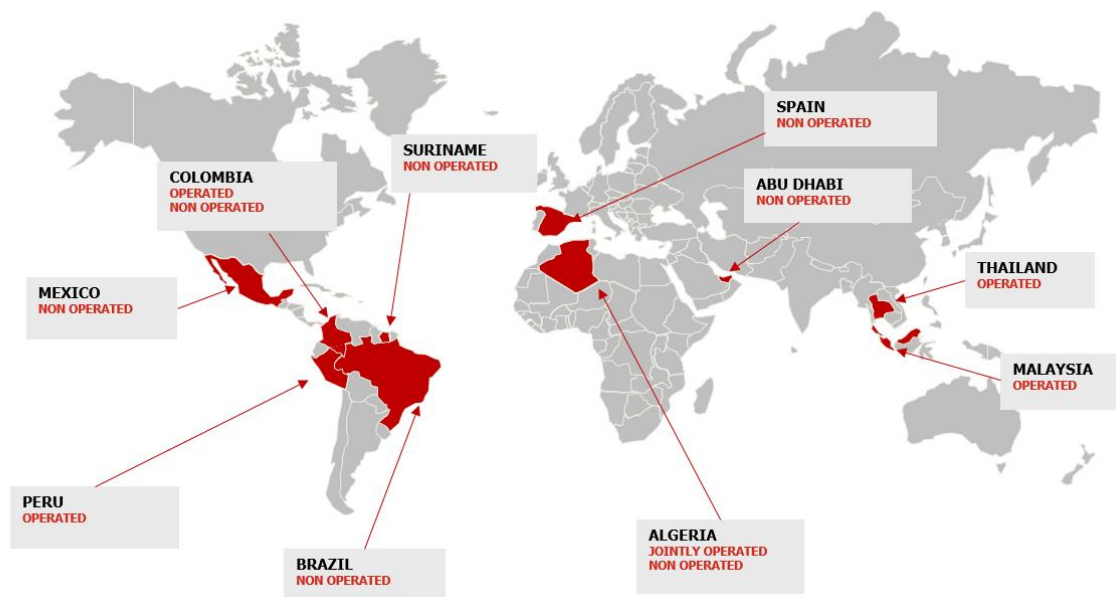 SPAIN
NON OPERATED
SURINAME
NON OPERATED
COLOMBIA
OPERATED
NON OPERATED
ABU DHABI
NON OPERATED
THAILAND
OPERATED
MEXICO
NON OPERATED
MALAYSIA
OPERATED
PERU
OPERATED
ALGERIA
JOINTLY OPERATED
NON OPERATED
BRAZIL
NON OPERATED